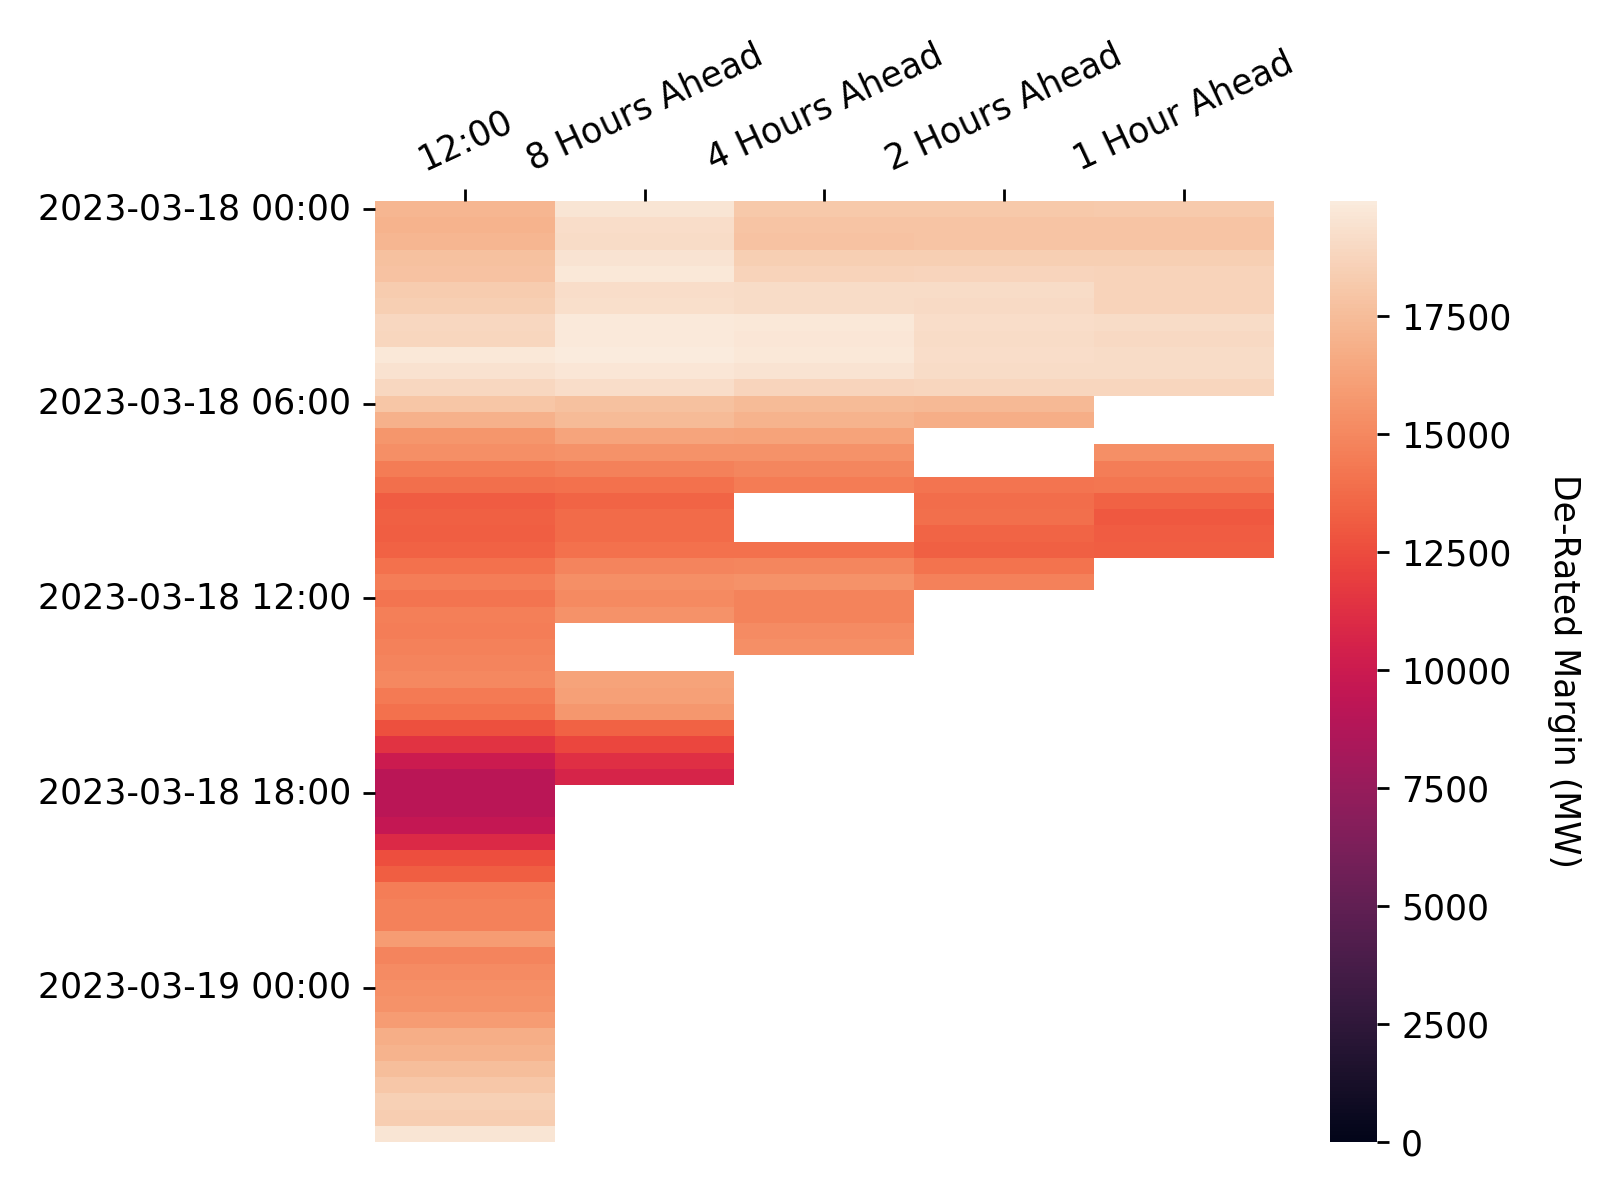 12:00
8 Hours Ahead
4 Hours Ahead
2 Hours Ahead
1 Hour Ahead
2023-03-18 00:00
2023-03-18 06:00
2023-03-18 12:00
2023-03-18 18:00
2023-03-19 00:00
17500
15000
12500
10000
7500
5000
2500
0
De-Rated Margin (MW)